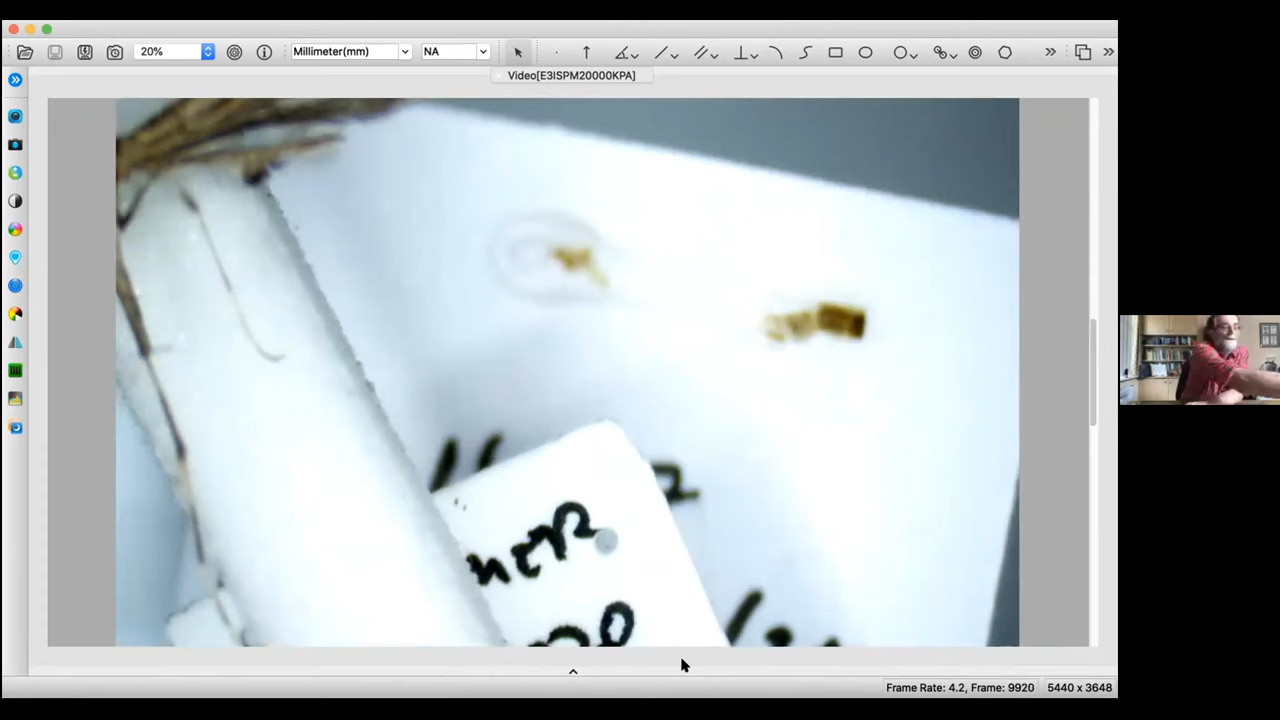 20%
Millimeter(mm)
NA
Video[E3ISPM20000KPA]
Frame Rate: 4.2, Frame: 9920
5440 x 3648